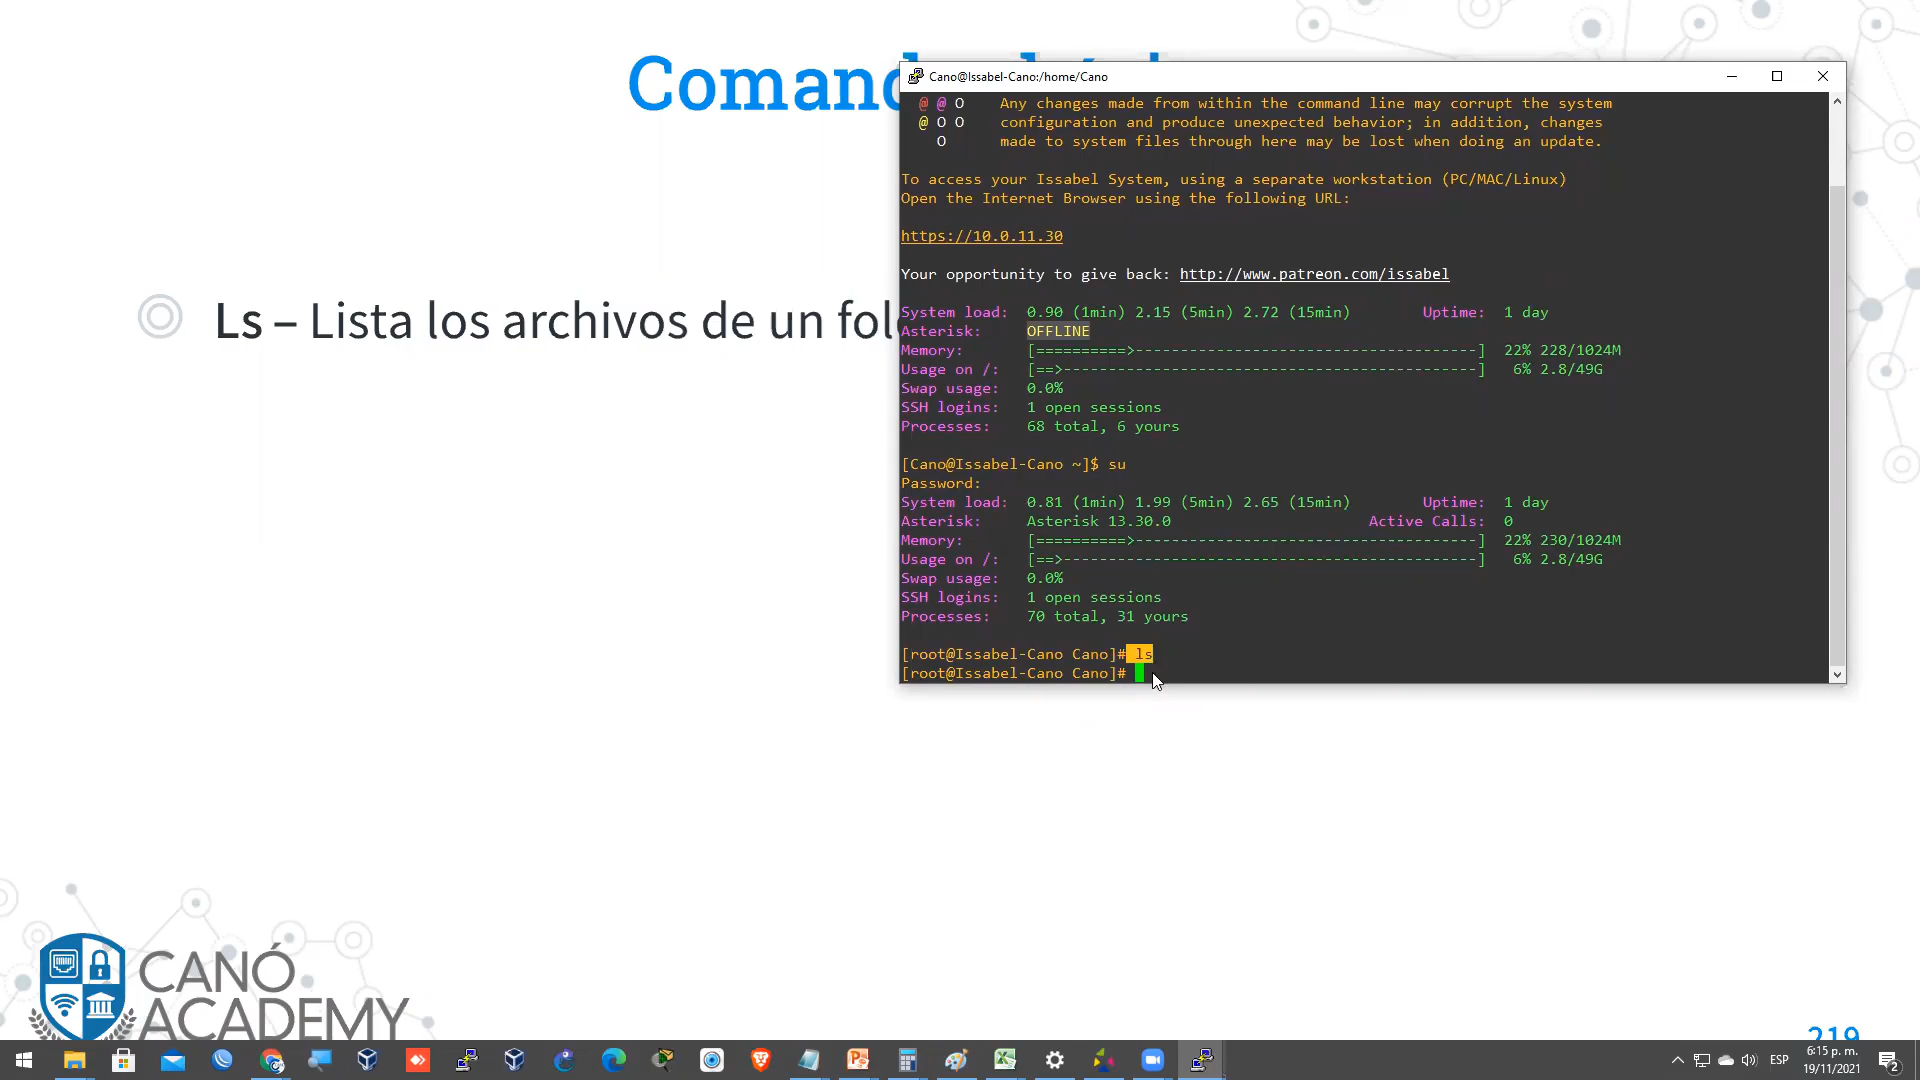 Comand
Cano@Issabel-Cano:/home/Cano
@ @ O Any changes made from within the command line may corrupt the system
@ O O configuration and produce unexpected behavior; in addition, changes
O made to system files through here may be lost when doing an update.
To access your Issabel System, using a separate workstation (PC/MAC/Linux)
Open the Internet Browser using the following URL:
https://10.0.11.30
Your opportunity to give back: http://www.patreon.com/issabel
Ls – Lista los archivos de un fol
System load: 0.90 (1min) 2.15 (5min) 2.72 (15min) Uptime: 1 day
Asterisk: OFFLINE
Memory: [==========>--------------------------------------] 22% 228/1024M
Usage on /: [==>----------------------------------------------] 6% 2.8/49G
Swap usage: 0.0%
SSH logins: 1 open sessions
Processes: 68 total, 6 yours
[Cano@Issabel-Cano ~]$ su
Password:
System load: 0.81 (1min) 1.99 (5min) 2.65 (15min) Uptime: 1 day
Asterisk: Asterisk 13.30.0 Active Calls: 0
Memory: [==========>--------------------------------------] 22% 230/1024M
Usage on /: [==>----------------------------------------------] 6% 2.8/49G
Swap usage: 0.0%
SSH logins: 1 open sessions
Processes: 70 total, 31 yours
[root@Issabel-Cano Cano]# ls
[root@Issabel-Cano Cano]#
CANÓ
ACADEMY
219
ESP
6:15 p. m.
19/11/2021
2